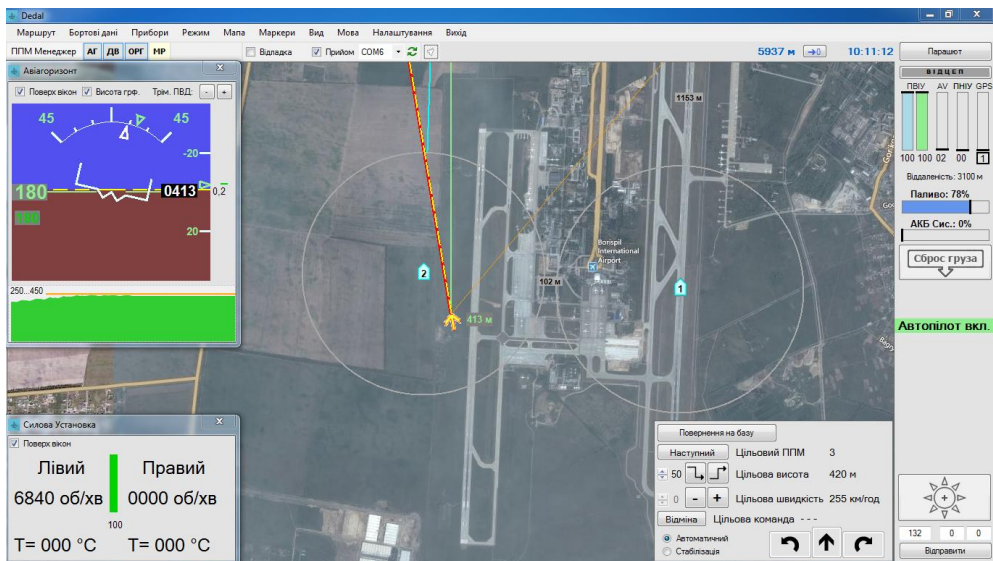 Dedal
Маршрут Бортові дані Прибори Режим Мапа Маркери Вид Мова Налаштування Вихід
ППМ Менеджер АГ ДВ ОРГ МР Відладка Прийом COM6 5937 м →0 10:11:12 Парашют
Авіагоризонт
Поверх вікон Висота грф. Трім. ПВД: - +
45 45
-20
180 0413 0,2
20
250...450
1153 м
Borispil
International
Airport
102 м
2
1
413 м
ВІДЦЕП
ПВІУ AV ПНІУ GPS
100 100 02 00 1
Віддаленість: 3100 м
Паливо: 78%
АКБ Сис.: 0%
Сброс груза
Автопілот вкл.
Силова Установка
Поверх вікон
Лівий Правий
6840 об/хв 0000 об/хв
100
T= 000 °C T= 000 °C
Повернення на базу
Наступний Цільовий ППМ 3
50 Цільова висота 420 м
0 - + Цільова швидкість 255 км/год
Відміна Цільова команда - - -
Автоматичний
Стабілізація
132 0 0
Відправити